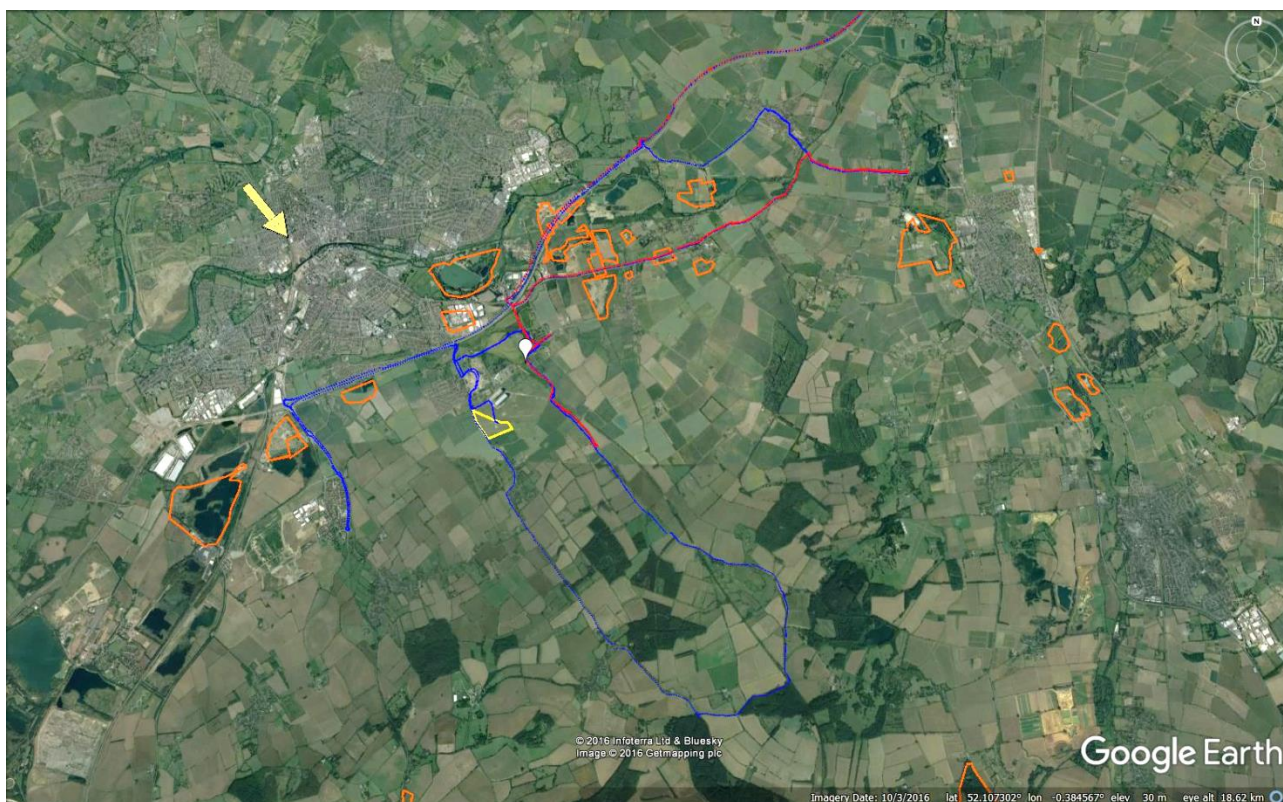 N
© 2016 Infoterra Ltd & Bluesky
Image © 2016 Getmapping plc
Google Earth
Imagery Date: 10/3/2016 lat 52.107302° lon -0.384567° elev 30 m eye alt 18.62 km